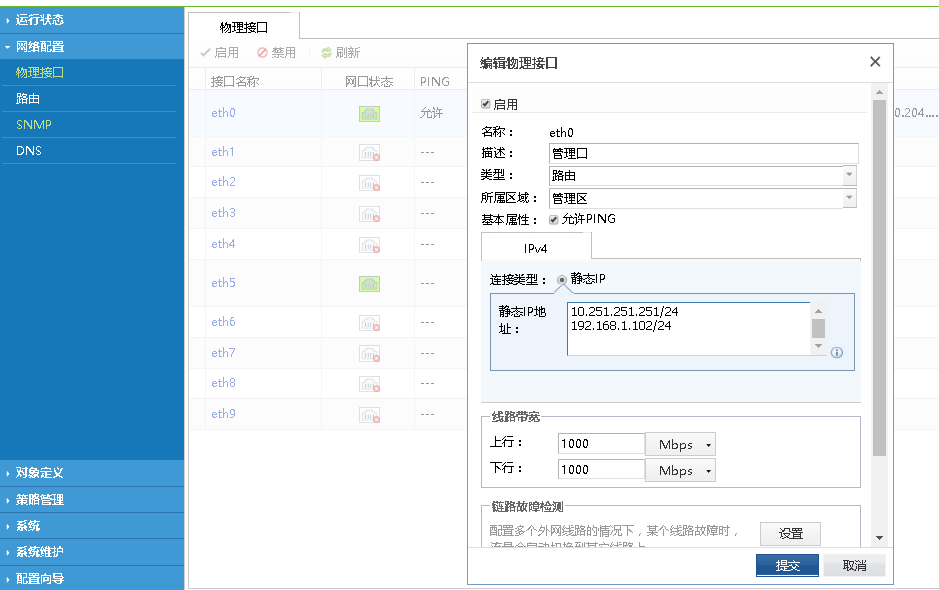 运行状态
网络配置
物理接口
路由
SNMP
DNS
对象定义
策略管理
系统
系统维护
配置向导
物理接口
启用 禁用 刷新
接口名称 网口状态 PING
eth0 允许 0.204....
eth1 ---
eth2 ---
eth3 ---
eth4 ---
eth5 ---
eth6 ---
eth7 ---
eth8 ---
eth9 ---
编辑物理接口
启用
名称： eth0
描述： 管理口
类型： 路由
所属区域： 管理区
基本属性： 允许PING
IPv4
连接类型： 静态IP
静态IP地址： 10.251.251.251/24
192.168.1.102/24
线路带宽
上行： 1000 Mbps
下行： 1000 Mbps
链路故障检测
配置多个外网线路的情况下，某个线路故障时，
设置
提交 取消